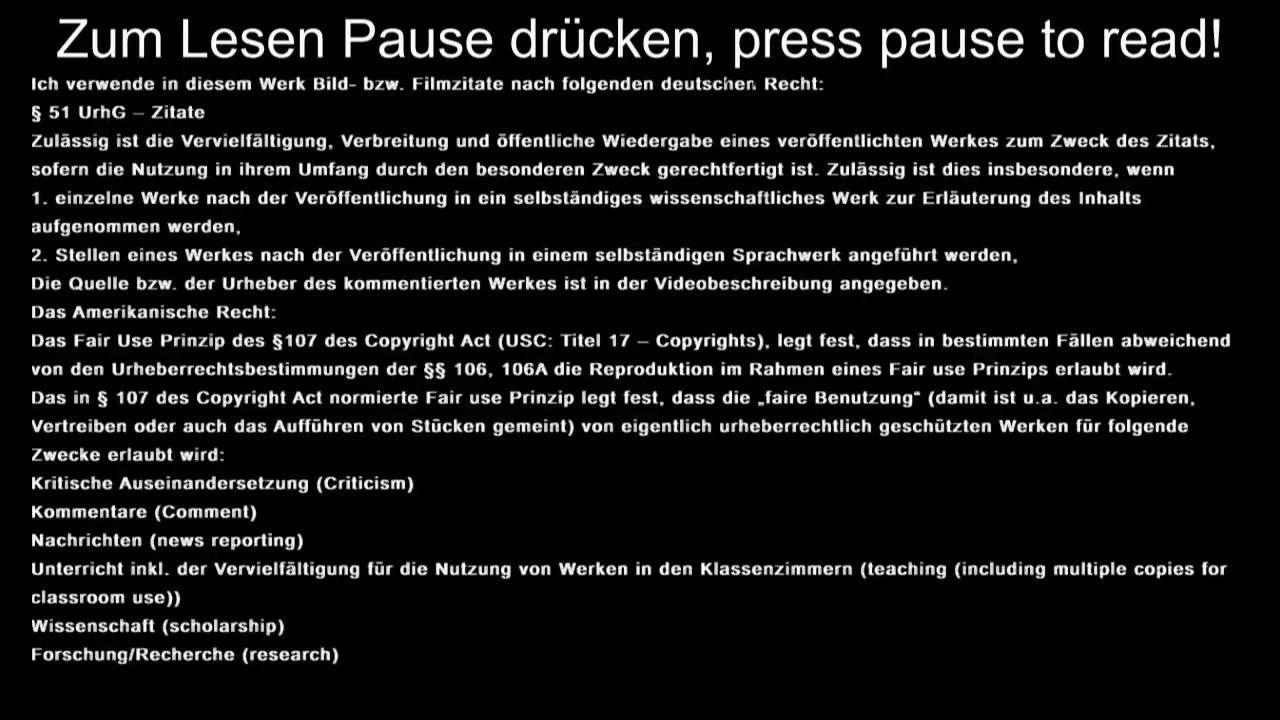 Zum Lesen Pause drücken, press pause to read!
Ich verwende in diesem Werk Bild- bzw. Filmzitate nach folgenden deutschen Recht:
§ 51 UrhG – Zitate
Zulässig ist die Vervielfältigung, Verbreitung und öffentliche Wiedergabe eines veröffentlichten Werkes zum Zweck des Zitats,
sofern die Nutzung in ihrem Umfang durch den besonderen Zweck gerechtfertigt ist. Zulässig ist dies insbesondere, wenn
1. einzelne Werke nach der Veröffentlichung in ein selbständiges wissenschaftliches Werk zur Erläuterung des Inhalts
aufgenommen werden,
2. Stellen eines Werkes nach der Veröffentlichung in einem selbständigen Sprachwerk angeführt werden,
Die Quelle bzw. der Urheber des kommentierten Werkes ist in der Videobeschreibung angegeben.
Das Amerikanische Recht:
Das Fair Use Prinzip des §107 des Copyright Act (USC: Titel 17 – Copyrights), legt fest, dass in bestimmten Fällen abweichend
von den Urheberrechtsbestimmungen der §§ 106, 106A die Reproduktion im Rahmen eines Fair use Prinzips erlaubt wird.
Das in § 107 des Copyright Act normierte Fair use Prinzip legt fest, dass die „faire Benutzung“ (damit ist u.a. das Kopieren,
Vertreiben oder auch das Aufführen von Stücken gemeint) von eigentlich urheberrechtlich geschützten Werken für folgende
Zwecke erlaubt wird:
Kritische Auseinandersetzung (Criticism)
Kommentare (Comment)
Nachrichten (news reporting)
Unterricht inkl. der Vervielfältigung für die Nutzung von Werken in den Klassenzimmern (teaching (including multiple copies for
classroom use))
Wissenschaft (scholarship)
Forschung/Recherche (research)